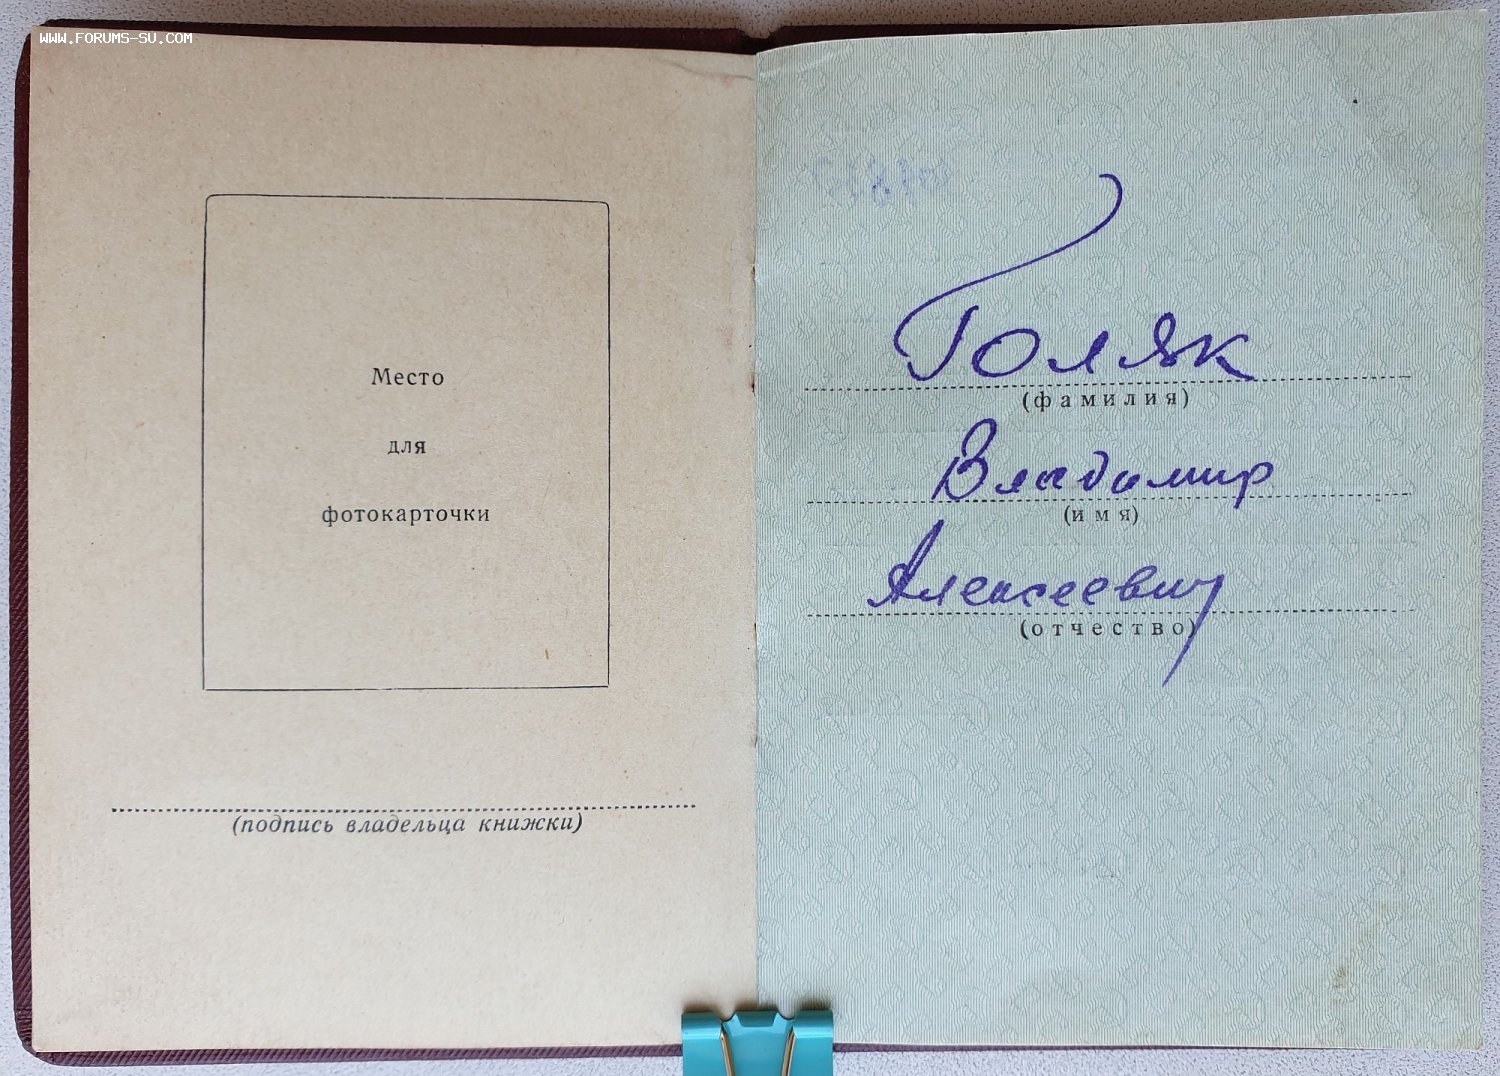 WWW.FORUMS-SU.COM
Место
для
фотокарточки
(подпись владельца книжки)
Голяк
(фамилия)
Владимир
(имя)
Алексеевич
(отчество)